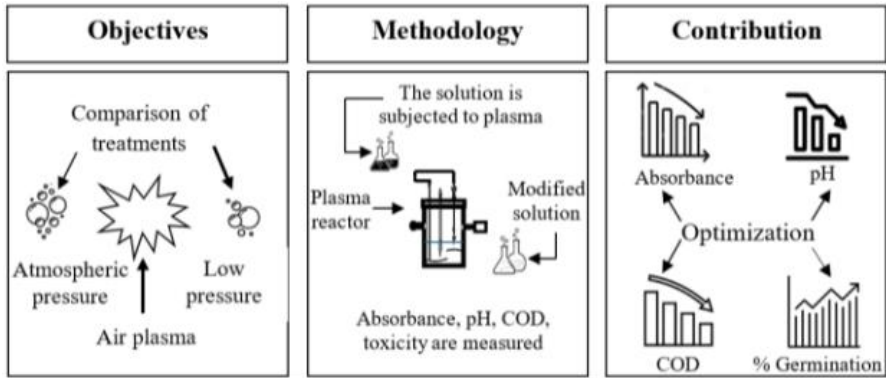 Objectives
Comparison of
treatments
Atmospheric
pressure
Low
pressure
Air plasma
Methodology
The solution is
subjected to plasma
Plasma
reactor
Modified
solution
Absorbance, pH, COD,
toxicity are measured
Contribution
Absorbance
pH
Optimization
COD
% Germination